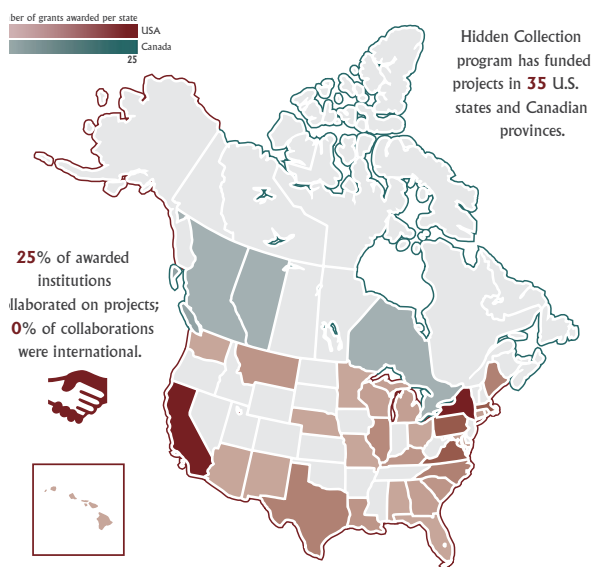 ber of grants awarded per state
USA
Canada
25
Hidden Collection
program has funded
projects in 35 U.S.
states and Canadian
provinces.
25% of awarded
institutions
llaborated on projects;
0% of collaborations
were international.